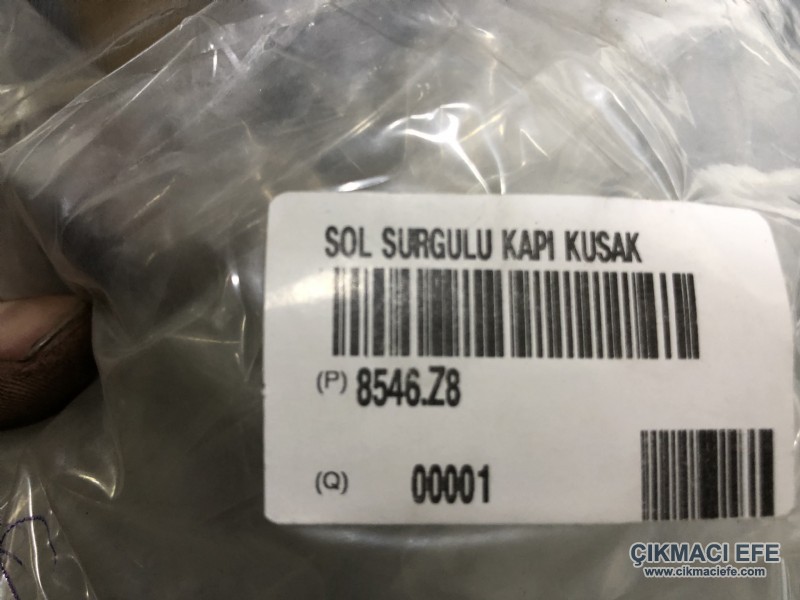 SOL SURGULU KAPI KUSAK
(P) 8546.Z8
(Q) 00001
ÇIKMACI EFE
www.cikmaciefe.com